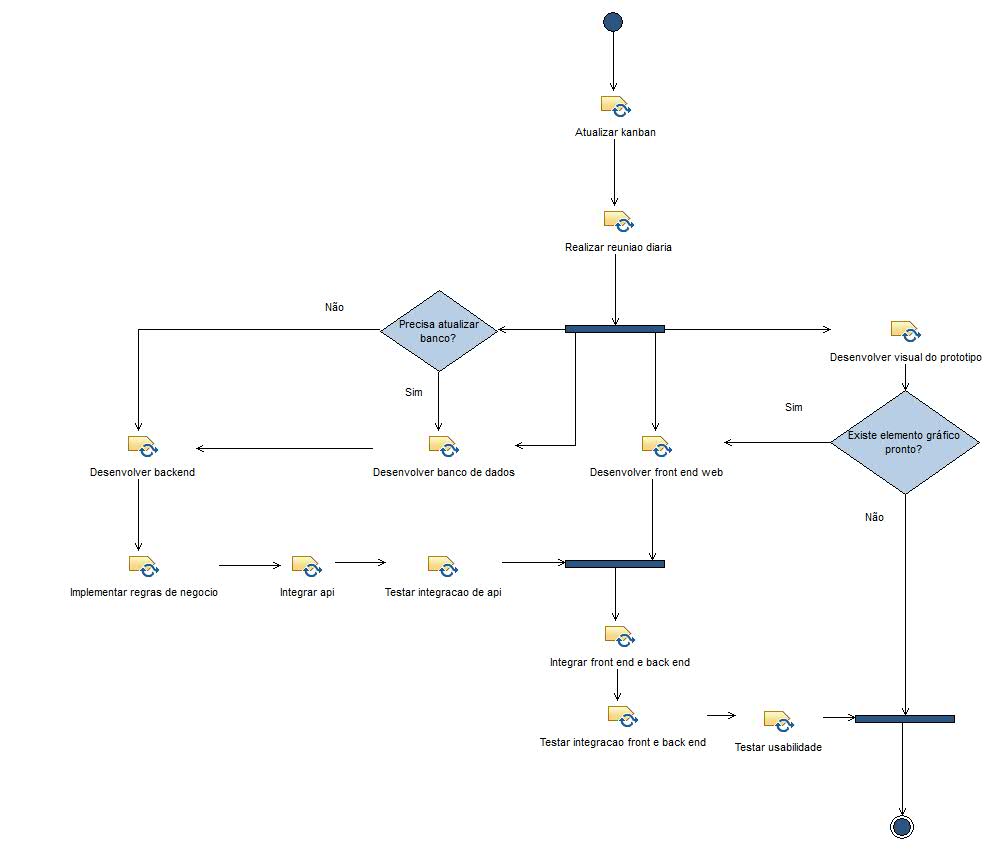 Atualizar kanban
Realizar reuniao diaria
Não
Precisa atualizar
banco?
Desenvolver visual do prototipo
Sim
Sim
Existe elemento gráfico
pronto?
Desenvolver backend
Desenvolver banco de dados
Desenvolver front end web
Não
Implementar regras de negocio
Integrar api
Testar integracao de api
Integrar front end e back end
Testar integracao front e back end
Testar usabilidade